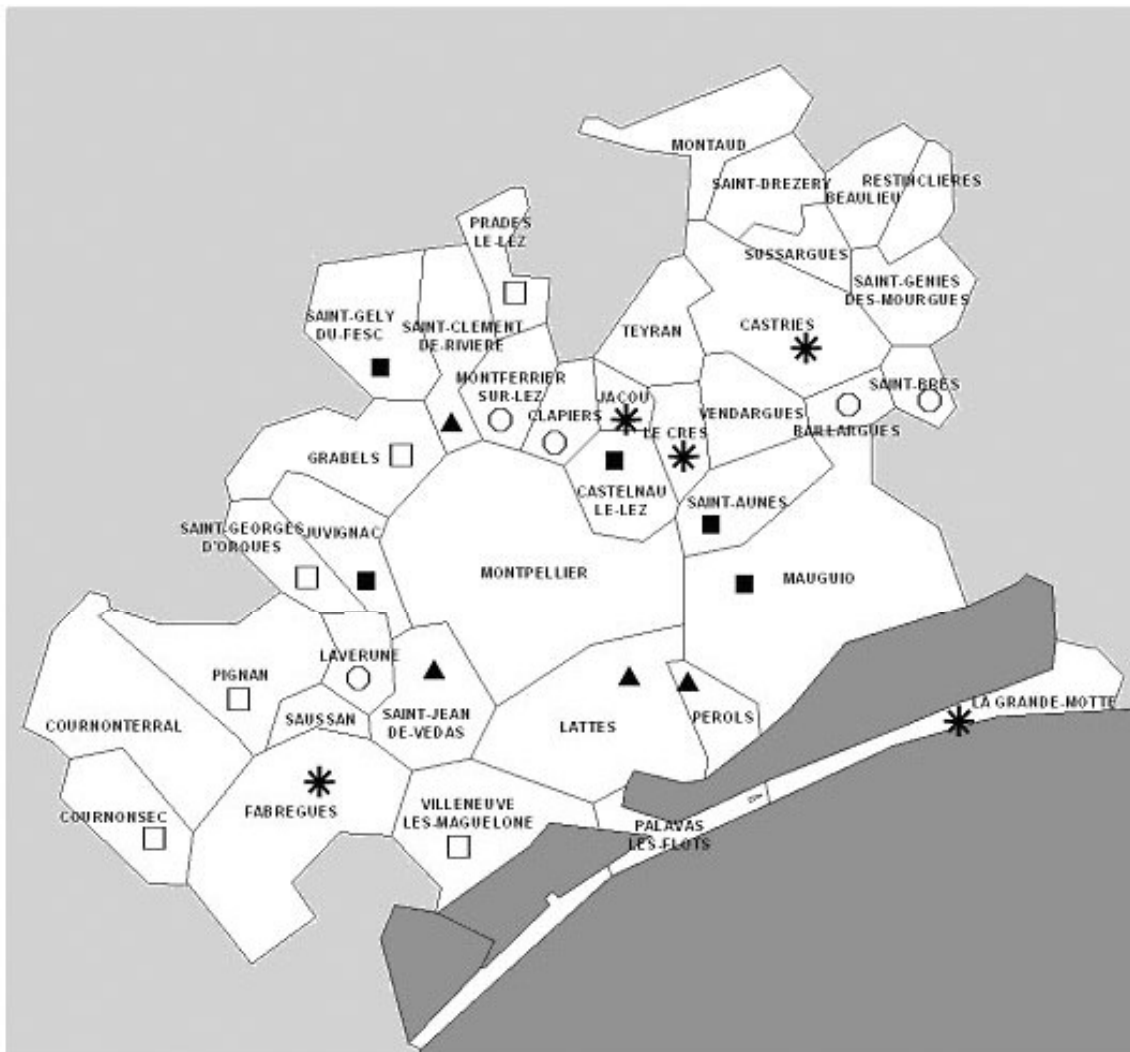 MONTAUD
SAINT-DREZERY
RESTINCLIERES
BEAULIEU
PRADES
LE-LEZ
SUSSARGUES
SAINT-GENIES
DES-MOURGUES
SAINT-GELY
DU-FESC
SAINT-CLEMENT
DE-RIVIERE
TEYRAN
CASTRIES
MONTFERRIER
SUR-LEZ
CLAPIERS
JACOU
LE CRES
VENDARGUES
SAINT-BRES
BAILLARGUES
GRABELS
CASTELNAU
LE-LEZ
SAINT-AUNES
SAINT-GEORGES
D'ORQUES
JUVIGNAC
MONTPELLIER
MAUGUIO
LAVERUNE
PIGNAN
COURNONTERRAL
SAUSSAN
SAINT-JEAN
DE-VEDAS
LATTES
PEROLS
LA GRANDE-MOTTE
COURNONSEC
FABREGUES
VILLENEUVE
LES-MAGUELONE
PALAVAS
LES-FLOTS